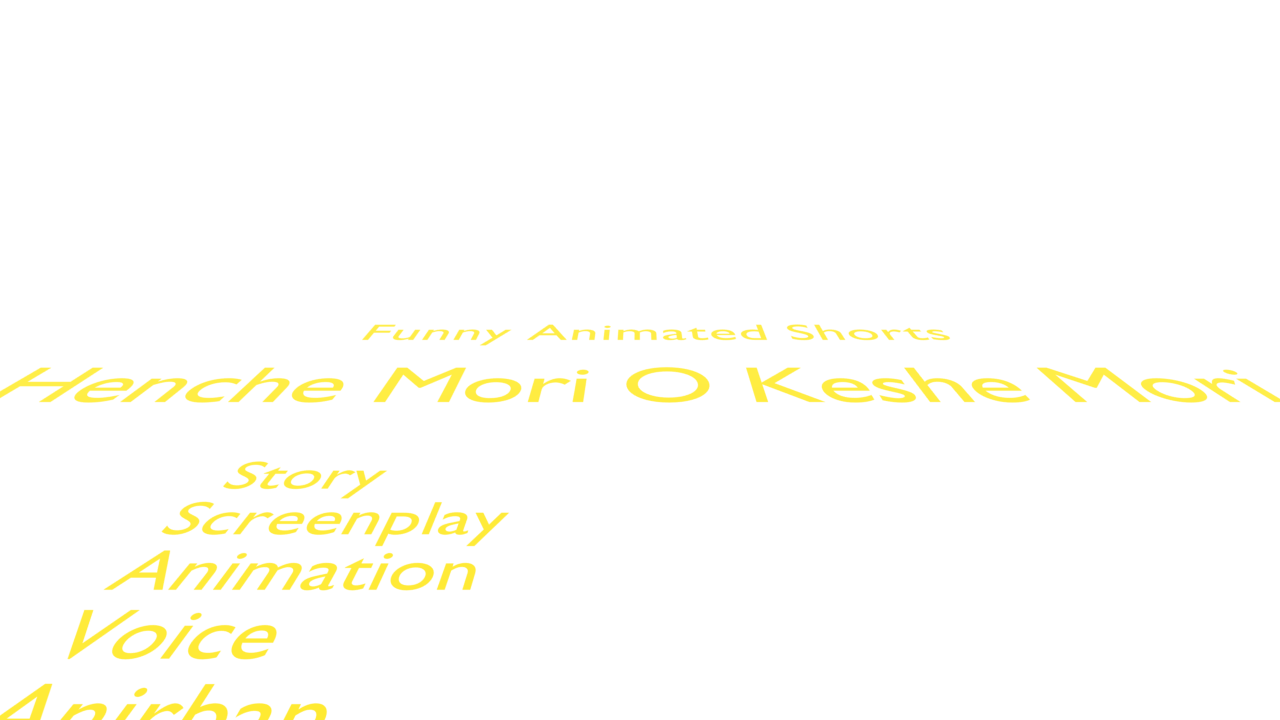 Funny Animated Shorts
Henche Mori O Keshe Mori
Story
Screenplay
Animation
Voice
Anirban